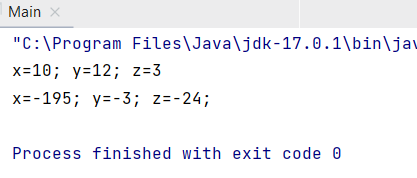 Main ×
"C:\Program Files\Java\jdk-17.0.1\bin\jav
x=10; y=12; z=3
x=-195; y=-3; z=-24;
Process finished with exit code 0